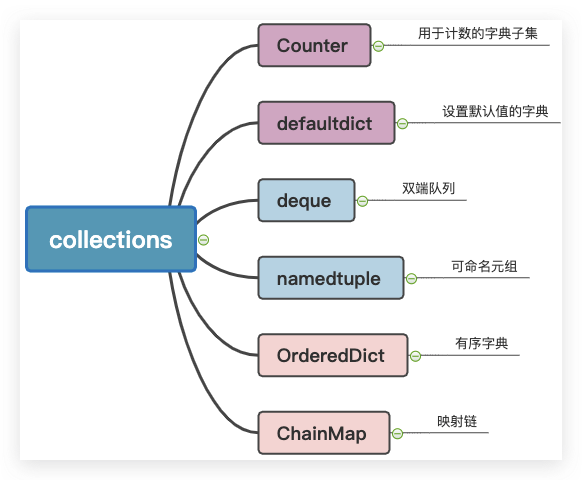 collections
Counter
用于计数的字典子集
defaultdict
设置默认值的字典
deque
双端队列
namedtuple
可命名元组
OrderedDict
有序字典
ChainMap
映射链